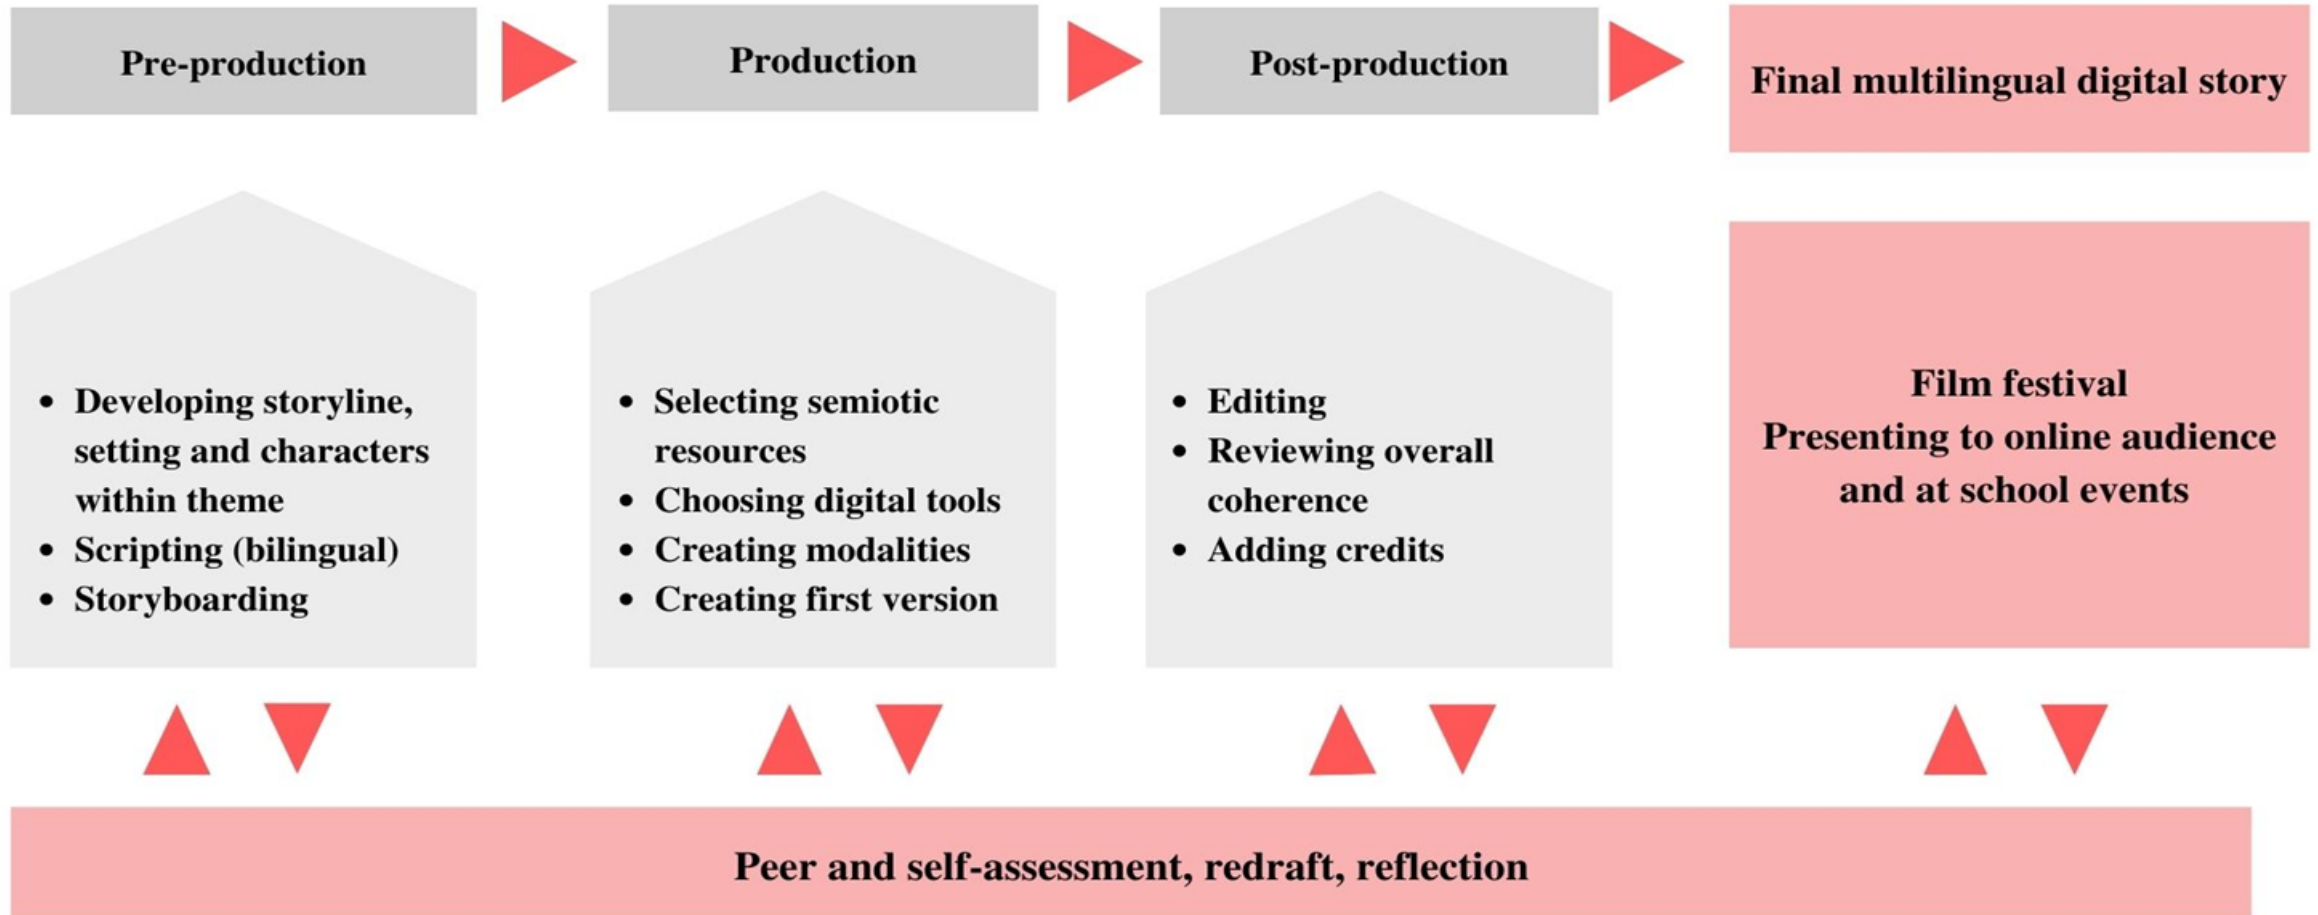 Pre-production
Production
Post-production
Final multilingual digital story
• Developing storyline,
setting and characters
within theme
• Scripting (bilingual)
• Storyboarding
• Selecting semiotic
resources
• Choosing digital tools
• Creating modalities
• Creating first version
• Editing
• Reviewing overall
coherence
• Adding credits
Film festival
Presenting to online audience
and at school events
Peer and self-assessment, redraft, reflection